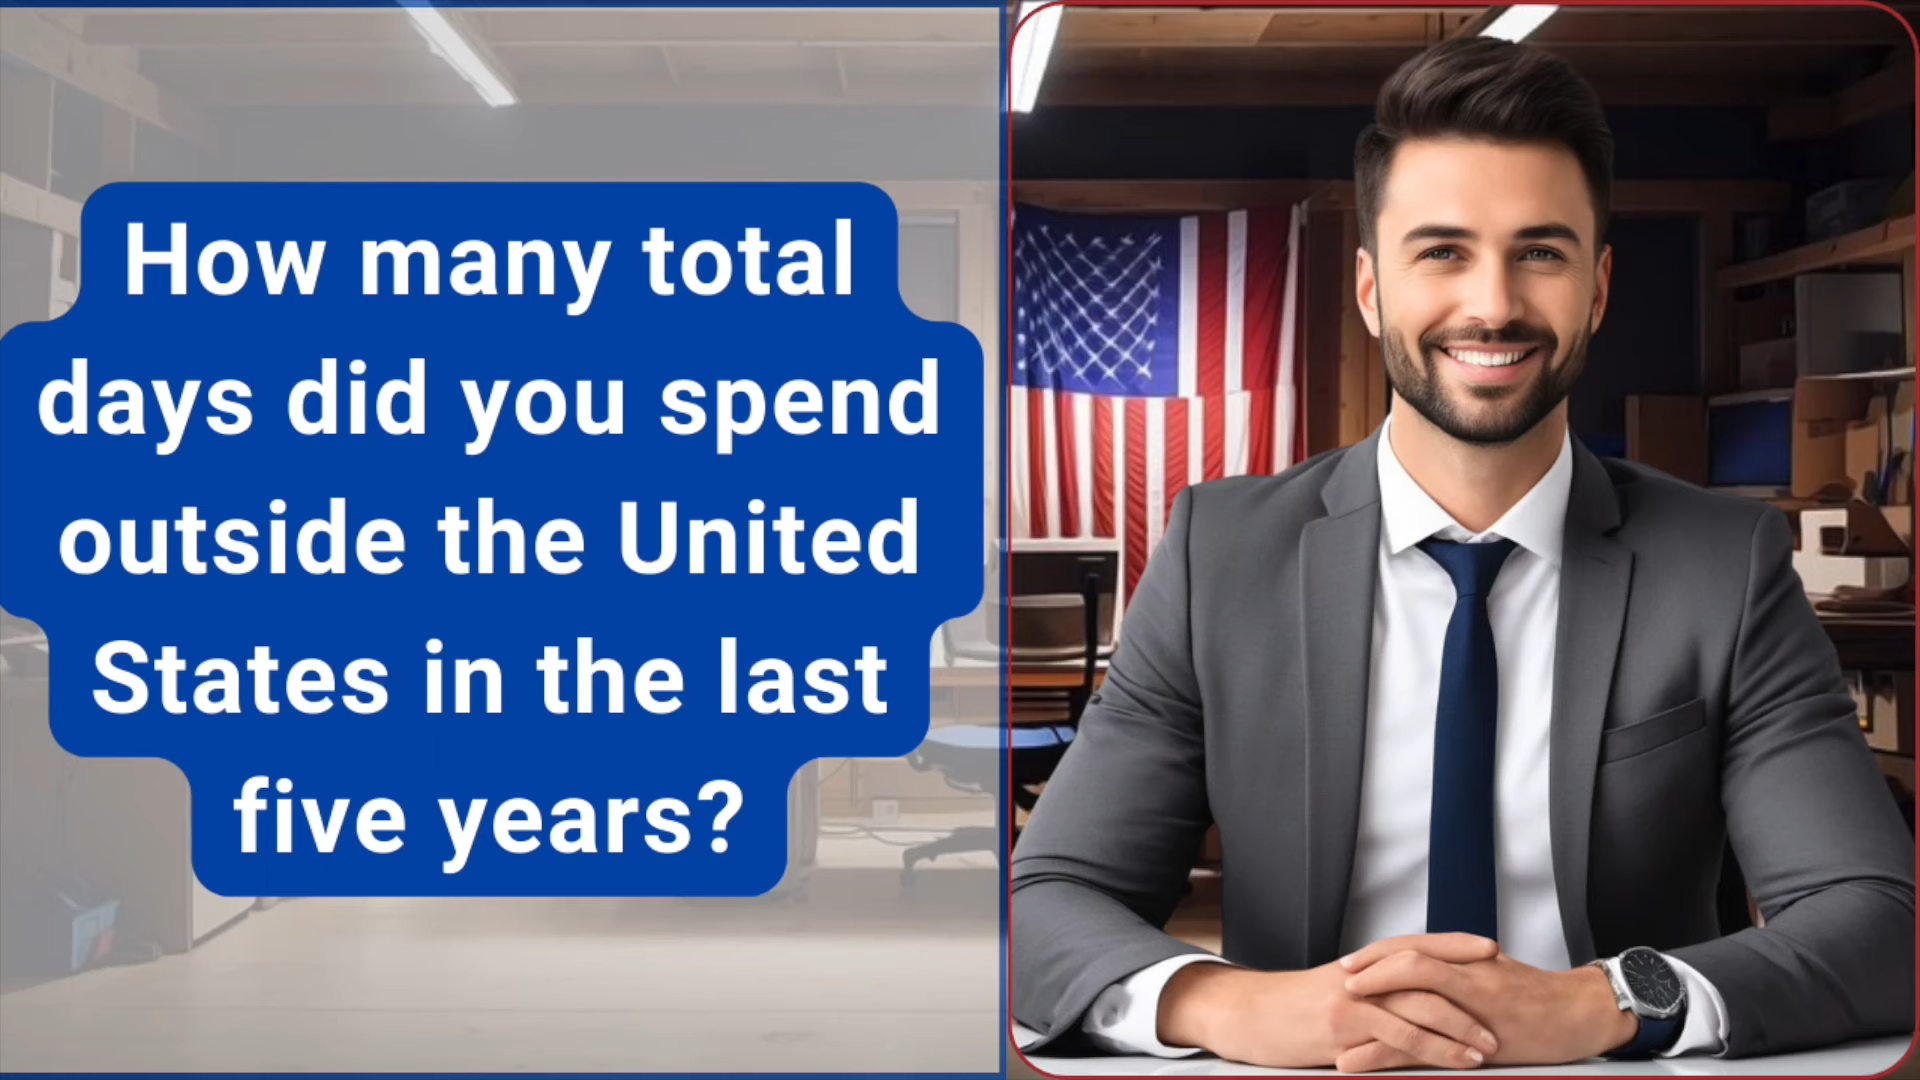 How many total
days did you spend
outside the United
States in the last
five years?